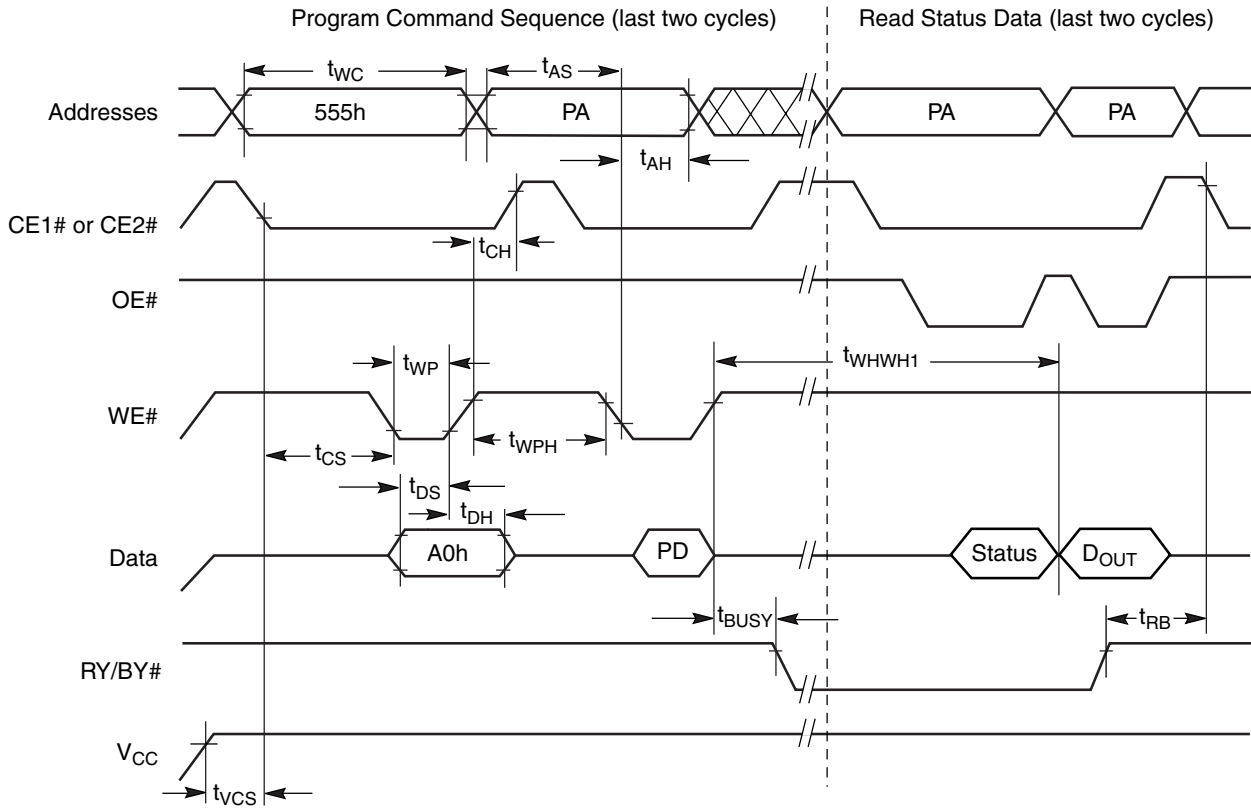 Program Command Sequence (last two cycles) Read Status Data (last two cycles)
tWC tAS
Addresses 555h PA PA PA
tAH
CE1# or CE2#
tCH
OE#
tWP tWHWH1
WE#
tCS tWPH
tDS
tDH
Data A0h PD Status DOUT
tBUSY tRB
RY/BY#
VCC
tVCS